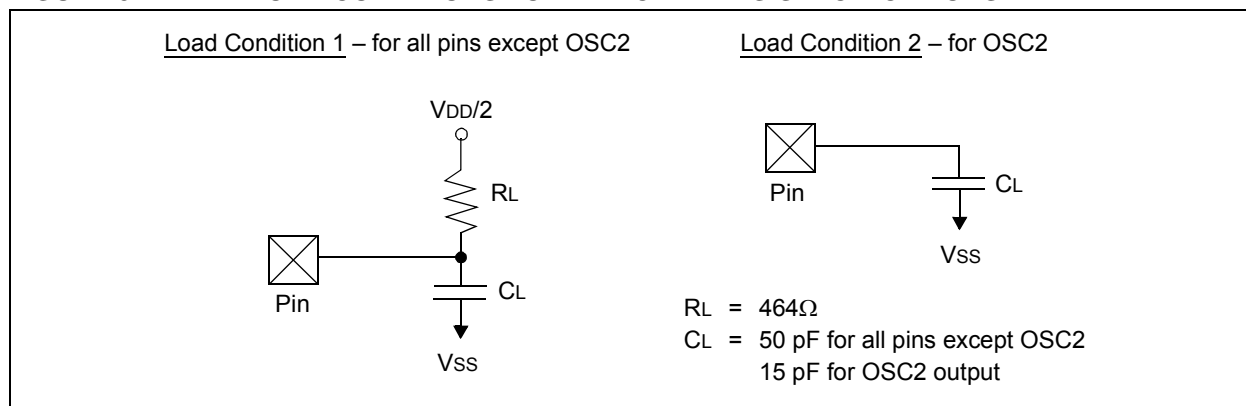 Load Condition 1 – for all pins except OSC2
VDD/2
RL
Pin
CL
VSS
Load Condition 2 – for OSC2
Pin
CL
VSS
RL = 464Ω
CL = 50 pF for all pins except OSC2
15 pF for OSC2 output